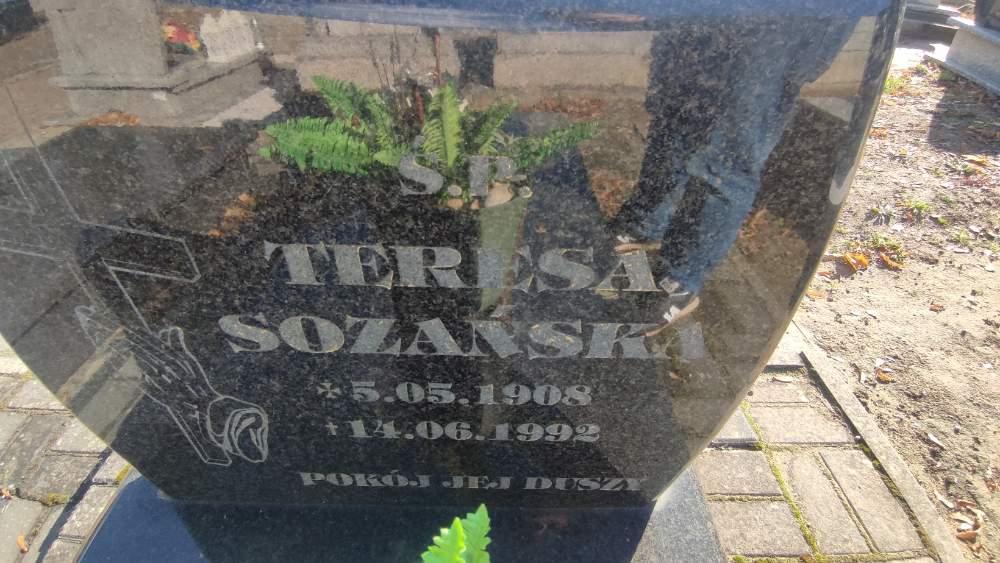 Ś.P.
TERESA
SOZAŃSKA
5.05.1908
14.06.1992
POKÓJ JEJ DUSZY